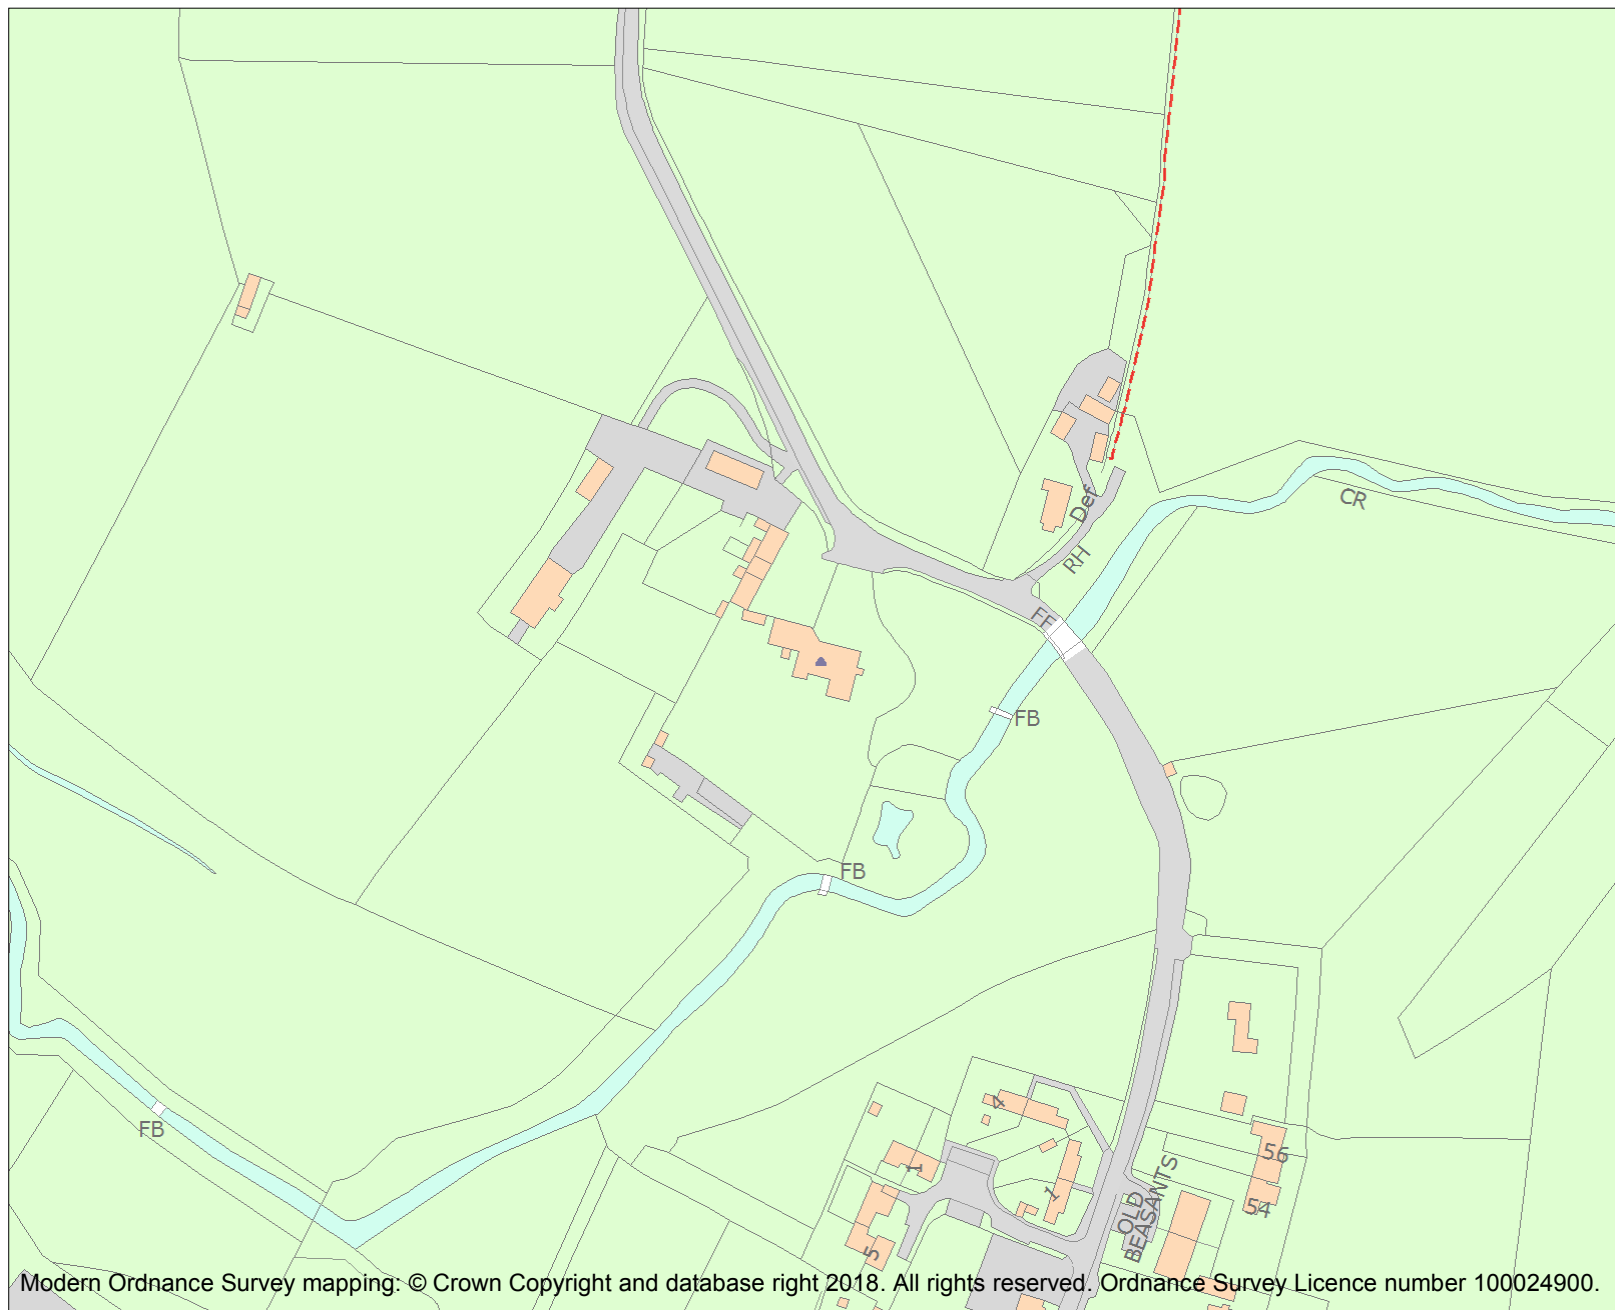 CR
Def
RH
FF
FB
FB
FB
4
1
1
5
56
54
OLD
BEASANTS
Modern Ordnance Survey mapping: © Crown Copyright and database right 2018. All rights reserved. Ordnance Survey Licence number 100024900.